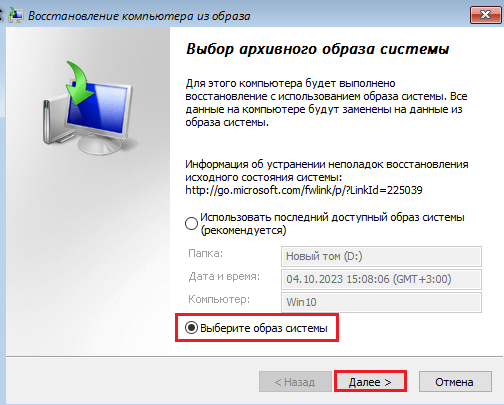 Восстановление компьютера из образа
Выбор архивного образа системы
Для этого компьютера будет выполнено
восстановление с использованием образа системы. Все
данные на компьютере будут заменены на данные из
образа системы.
Информация об устранении неполадок восстановления
исходного состояния системы:
http://go.microsoft.com/fwlink/p/?LinkId=225039
Использовать последний доступный образ системы
(рекомендуется)
Папка: Новый том (D:)
Дата и время: 04.10.2023 15:08:06 (GMT+3:00)
Компьютер: Win10
Выберите образ системы
< Назад Далее > Отмена